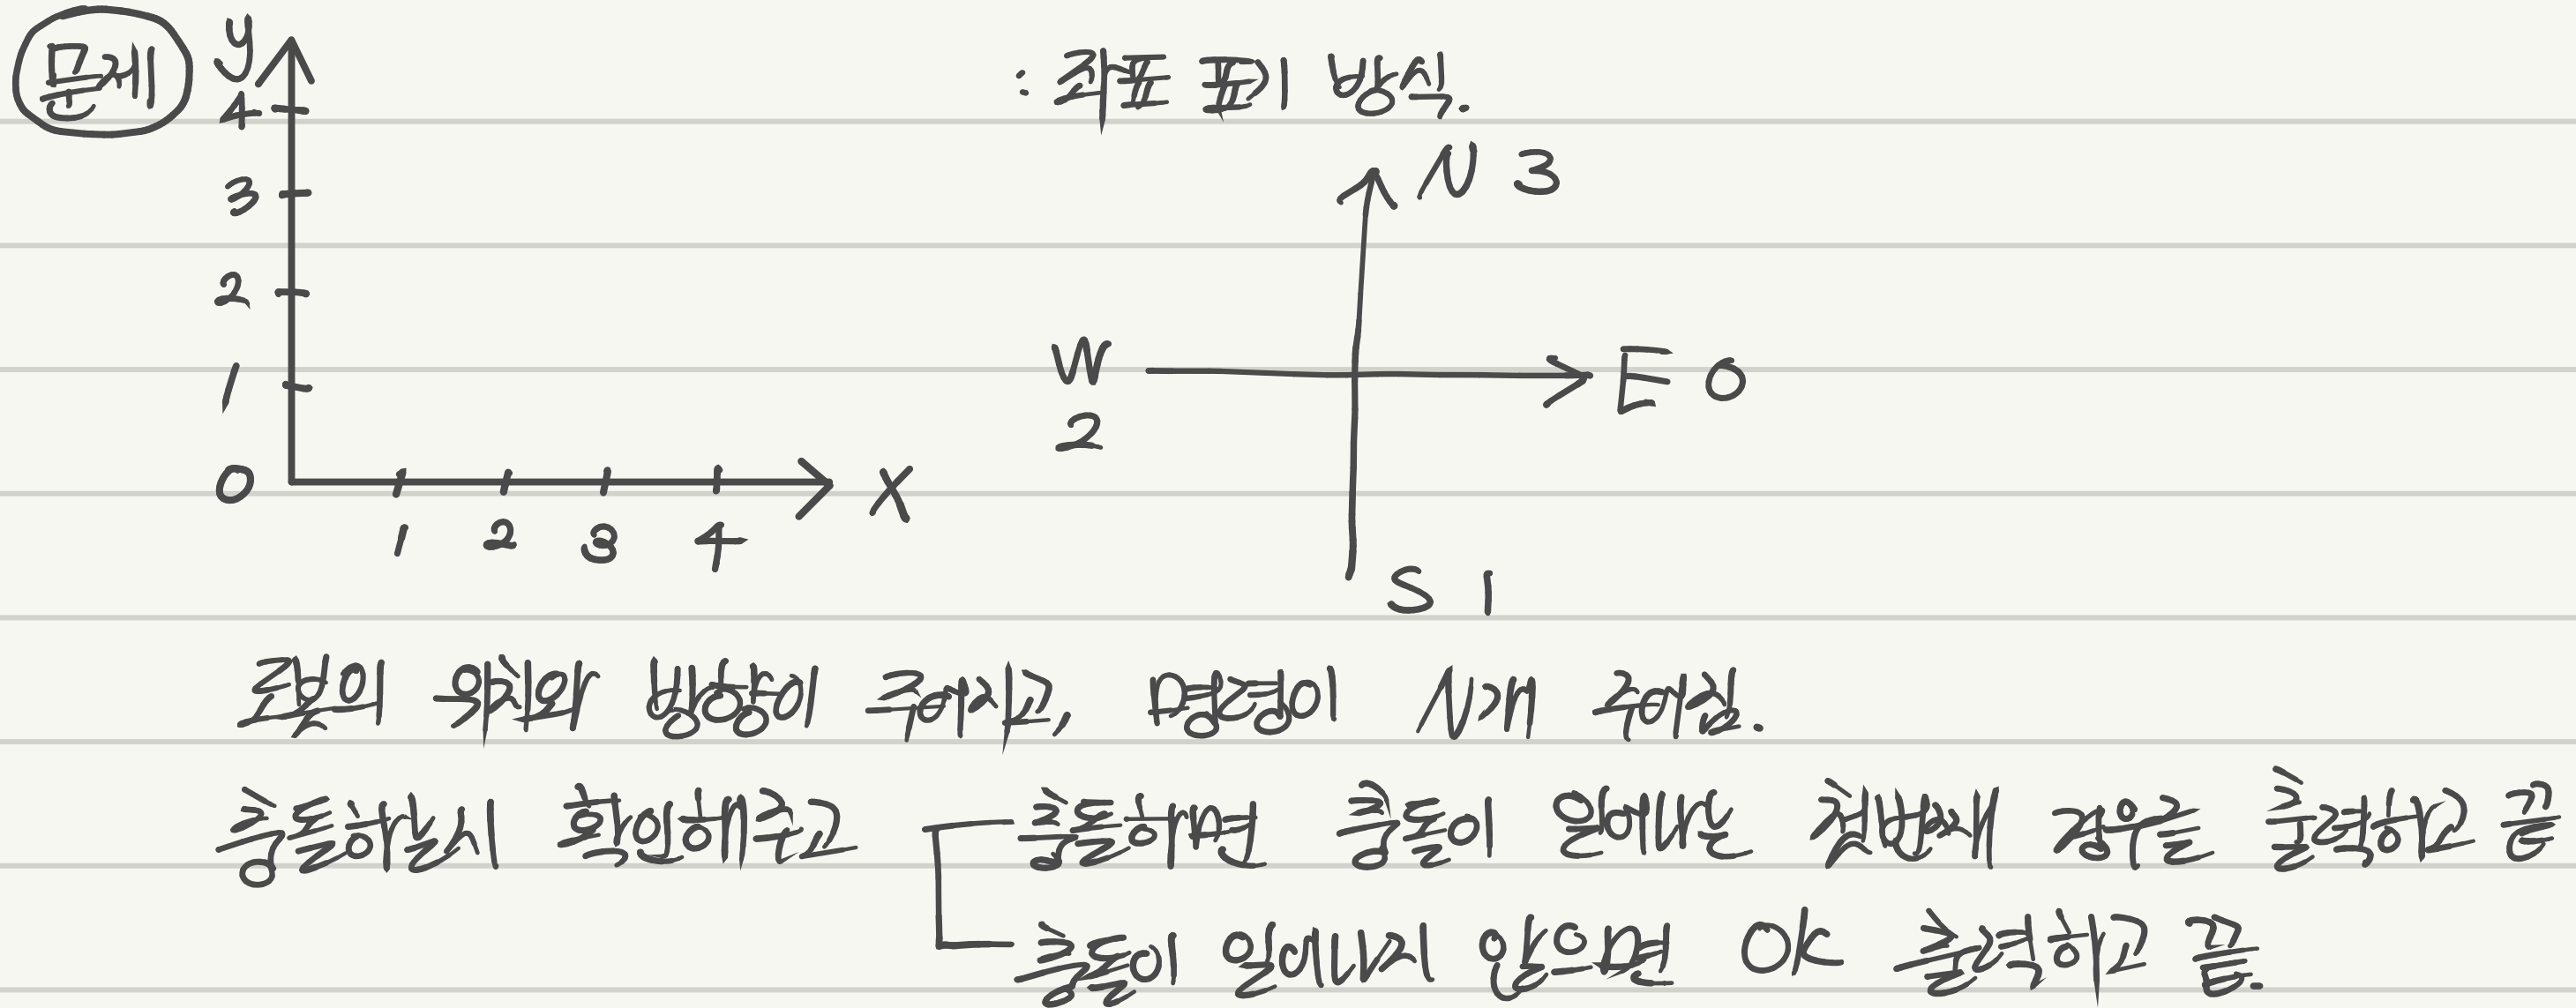 문제
y
: 좌표 표기 방식.
4
N 3
3
2
W
E 0
1
2
0
X
1 2 3 4
S 1
로봇의 위치와 방향이 주어지고, 명령이 N개 주어짐.
충돌하는지 확인해주고
충돌하면 충돌이 일어나는 첫번째 경우를 출력하고 끝
충돌이 일어나지 않으면 OK 출력하고 끝.